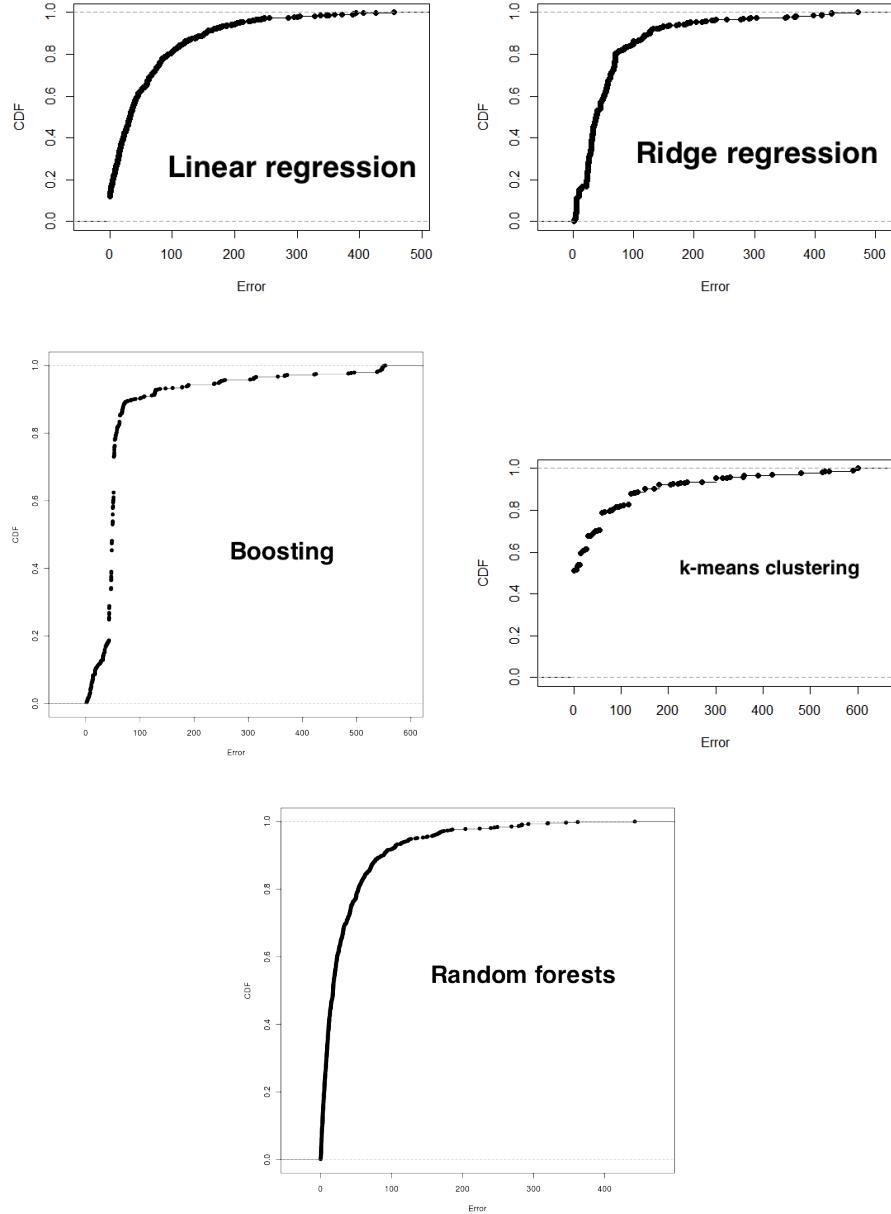 CDF
0.0 0.2 0.4 0.6 0.8 1.0
Linear regression
0 100 200 300 400 500
Error
CDF
0.0 0.2 0.4 0.6 0.8 1.0
Ridge regression
0 100 200 300 400 500
Error
CDF
0.0 0.2 0.4 0.6 0.8 1.0
Boosting
0 100 200 300 400 500 600
Error
CDF
0.0 0.2 0.4 0.6 0.8 1.0
k-means clustering
0 100 200 300 400 500 600
Error
CDF
0.0 0.2 0.4 0.6 0.8 1.0
Random forests
0 100 200 300 400
Error